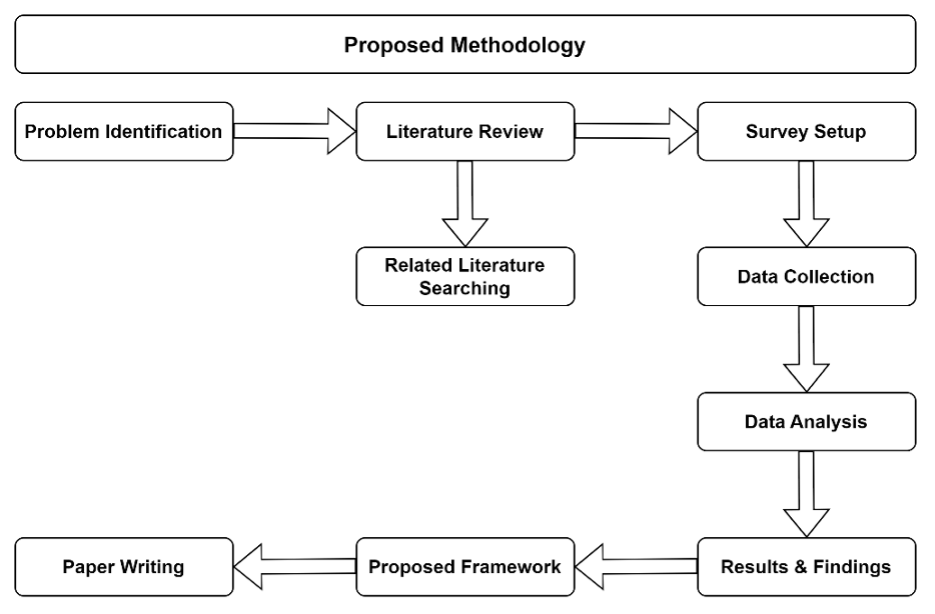 Proposed Methodology
Problem Identification
Literature Review
Survey Setup
Related Literature
Searching
Data Collection
Data Analysis
Paper Writing
Proposed Framework
Results & Findings